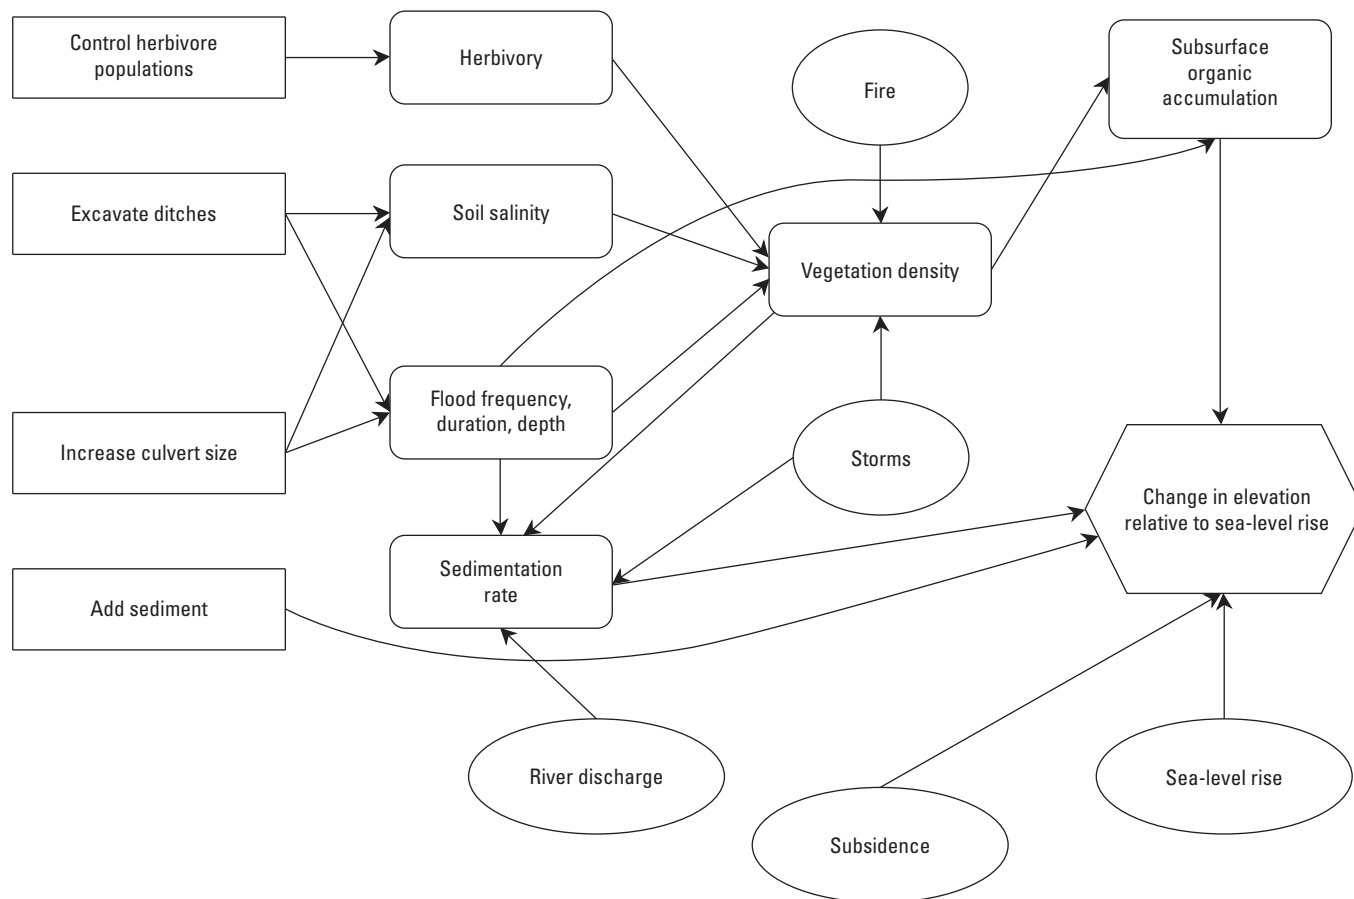 Control herbivore
populations
Herbivory
Fire
Subsurface
organic
accumulation
Excavate ditches
Soil salinity
Vegetation density
Increase culvert size
Flood frequency,
duration, depth
Storms
Change in elevation
relative to sea-level rise
Add sediment
Sedimentation
rate
River discharge
Subsidence
Sea-level rise